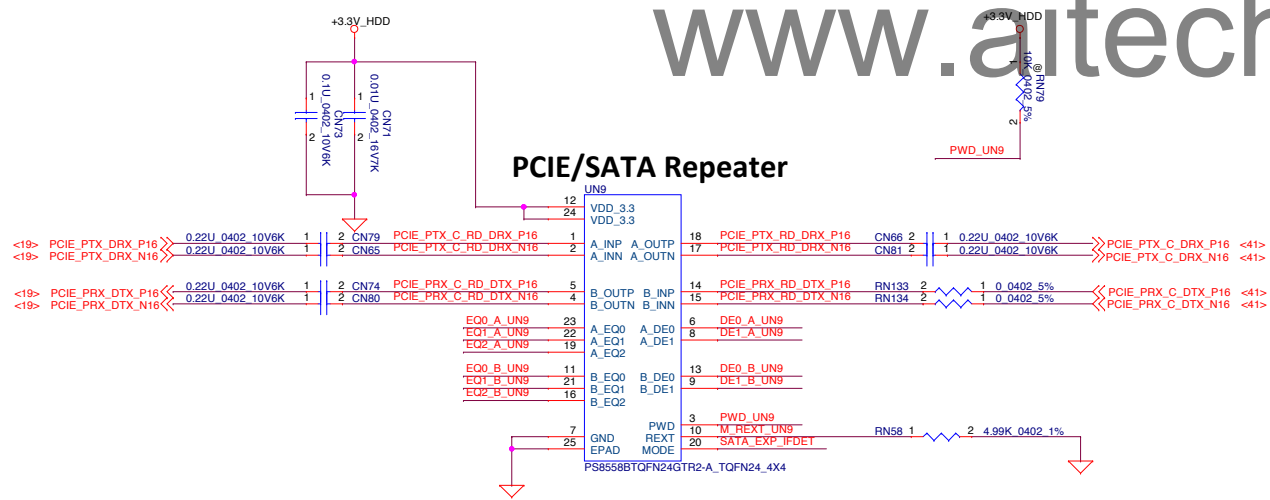 www.aitech
+3.3V_HDD
+3.3V_HDD
0.1U_0402_10V6K
1
CN73
2
0.01U_0402_16V7K
1
CN71
2
10K_0402_5%
1
@RN79
2
PWD_UN9
PCIE/SATA Repeater
UN9
12 VDD_3.3
24 VDD_3.3
<19> PCIE_PTX_DRX_P16 0.22U_0402_10V6K 1 2 CN79 PCIE_PTX_C_RD_DRX_P16 1 A_INP A_OUTP 18 PCIE_PTX_RD_DRX_P16 CN66 2 1 0.22U_0402_10V6K PCIE_PTX_C_DRX_P16 <41>
<19> PCIE_PTX_DRX_N16 0.22U_0402_10V6K 1 2 CN65 PCIE_PTX_C_RD_DRX_N16 2 A_INN A_OUTN 17 PCIE_PTX_RD_DRX_N16 CN81 2 1 0.22U_0402_10V6K PCIE_PTX_C_DRX_N16 <41>
<19> PCIE_PRX_DTX_P16 0.22U_0402_10V6K 1 2 CN74 PCIE_PRX_C_RD_DTX_P16 5 B_OUTP B_INP 14 PCIE_PRX_RD_DTX_P16 RN133 2 1 0_0402_5% PCIE_PRX_C_DTX_P16 <41>
<19> PCIE_PRX_DTX_N16 0.22U_0402_10V6K 1 2 CN80 PCIE_PRX_C_RD_DTX_N16 4 B_OUTN B_INN 15 PCIE_PRX_RD_DTX_N16 RN134 2 1 0_0402_5% PCIE_PRX_C_DTX_N16 <41>
EQ0_A_UN9 23 A_EQ0 A_DE0 6 DE0_A_UN9
EQ1_A_UN9 22 A_EQ1 A_DE1 8 DE1_A_UN9
EQ2_A_UN9 19 A_EQ2
EQ0_B_UN9 11 B_EQ0 B_DE0 13 DE0_B_UN9
EQ1_B_UN9 21 B_EQ1 B_DE1 9 DE1_B_UN9
EQ2_B_UN9 16 B_EQ2
PWD 3 PWD_UN9
7 GND REXT 10 M_REXT_UN9 RN58 1 2 4.99K_0402_1%
25 EPAD MODE 20 SATA_EXP_IFDET
PS8558BTQFN24GTR2-A_TQFN24_4X4